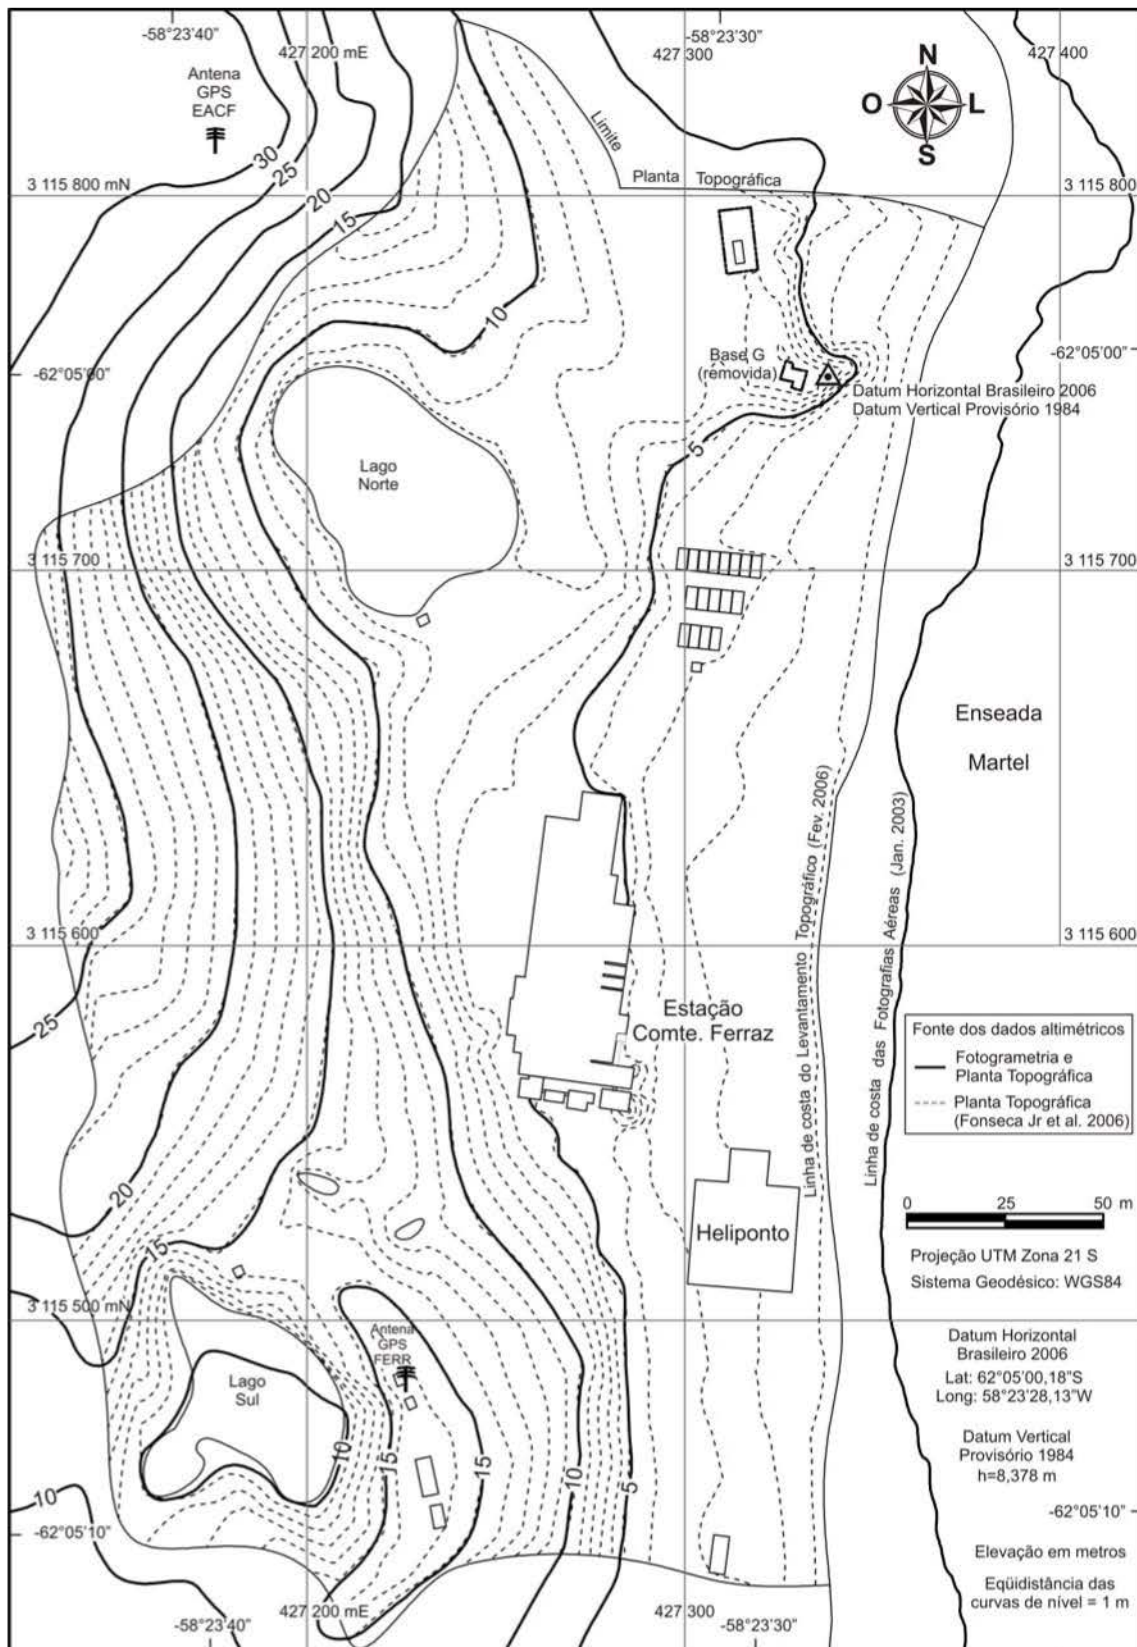 -58°23'40"
427 200 mE
-58°23'30"
427 300
427 400
Antena
GPS
EACF
N
O
L
S
Limite
Planta Topográfica
30
25
20
15
3 115 800 mN
3 115 800
10
-62°05'00"
-62°05'00"
Base G
(removida)
Datum Horizontal Brasileiro 2006
Datum Vertical Provisório 1984
5
Lago
Norte
3 115 700
3 115 700
Enseada
Martel
Linha de costa do Levantamento Topográfico (Fev. 2006)
Linha de costa das Fotografias Aéreas (Jan. 2003)
3 115 600
3 115 600
25
Estação
Comte. Ferraz
Fonte dos dados altimétricos
Fotogrametria e
Planta Topográfica
Planta Topográfica
(Fonseca Jr et al. 2006)
20
15
0 25 50 m
Heliponto
Projeção UTM Zona 21 S
Sistema Geodésico: WGS84
3 115 500 mN
Antena
GPS
FERR
Datum Horizontal
Brasileiro 2006
Lat: 62°05'00,18"S
Long: 58°23'28,13"W
Lago
Sul
Datum Vertical
Provisório 1984
h=8,378 m
10
15
15
10
5
10
-62°05'10"
-62°05'10"
Elevação em metros
Eqüidistância das
curvas de nível = 1 m
427 200 mE
-58°23'40"
427 300
-58°23'30"